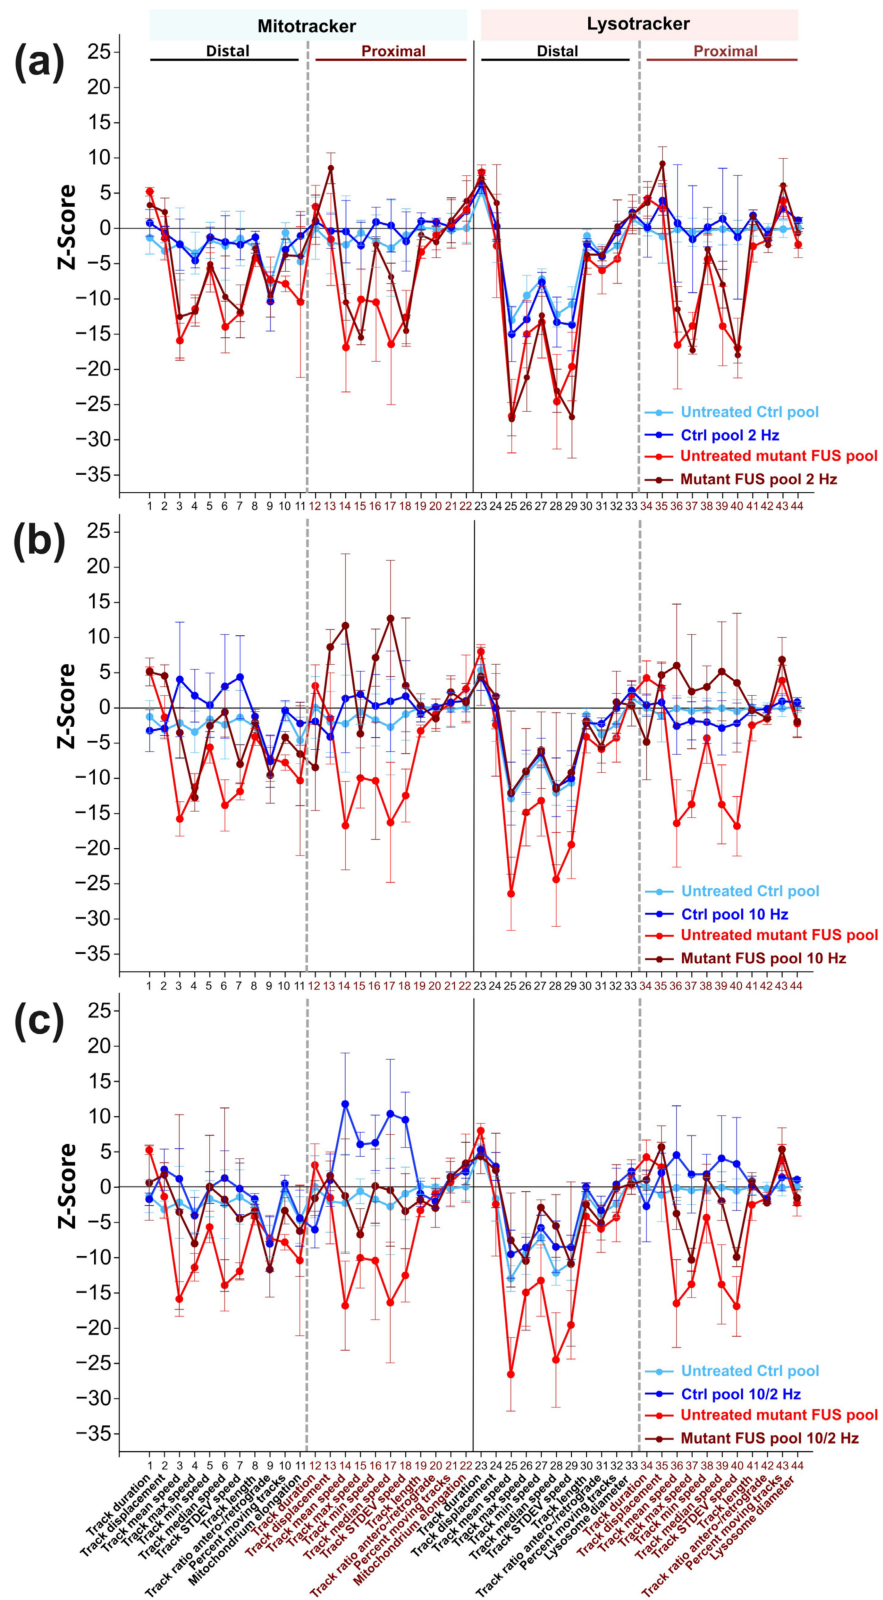 Mitotracker Lysotracker
(a) Distal Proximal Distal Proximal
25
20
15
10
5
0
−5
−10
−15
−20
−25
−30
−35
Z-Score
Untreated Ctrl pool
Ctrl pool 2 Hz
Untreated mutant FUS pool
Mutant FUS pool 2 Hz
1 2 3 4 5 6 7 8 9 10 11 12 13 14 15 16 17 18 19 20 21 22 23 24 25 26 27 28 29 30 31 32 33 34 35 36 37 38 39 40 41 42 43 44
(b)
25
20
15
10
5
0
−5
−10
−15
−20
−25
−30
−35
Z-Score
Untreated Ctrl pool
Ctrl pool 10 Hz
Untreated mutant FUS pool
Mutant FUS pool 10 Hz
1 2 3 4 5 6 7 8 9 10 11 12 13 14 15 16 17 18 19 20 21 22 23 24 25 26 27 28 29 30 31 32 33 34 35 36 37 38 39 40 41 42 43 44
(c)
25
20
15
10
5
0
−5
−10
−15
−20
−25
−30
−35
Z-Score
Untreated Ctrl pool
Ctrl pool 10/2 Hz
Untreated mutant FUS pool
Mutant FUS pool 10/2 Hz
1 2 3 4 5 6 7 8 9 10 11 12 13 14 15 16 17 18 19 20 21 22 23 24 25 26 27 28 29 30 31 32 33 34 35 36 37 38 39 40 41 42 43 44
Track duration
Track displacement
Track mean speed
Track max speed
Track min speed
Track median speed
Track STDEV speed
Track length
Track ratio antero-/retrograde
Percent moving tracks
Mitochondrium elongation
Track duration
Track displacement
Track mean speed
Track max speed
Track min speed
Track median speed
Track STDEV speed
Track length
Track ratio antero-/retrograde
Percent moving tracks
Mitochondrium elongation
Track duration
Track displacement
Track mean speed
Track max speed
Track min speed
Track median speed
Track STDEV speed
Track length
Track ratio antero-/retrograde
Percent moving tracks
Lysosome diameter
Track duration
Track displacement
Track mean speed
Track max speed
Track min speed
Track median speed
Track STDEV speed
Track length
Track ratio antero-/retrograde
Percent moving tracks
Lysosome diameter